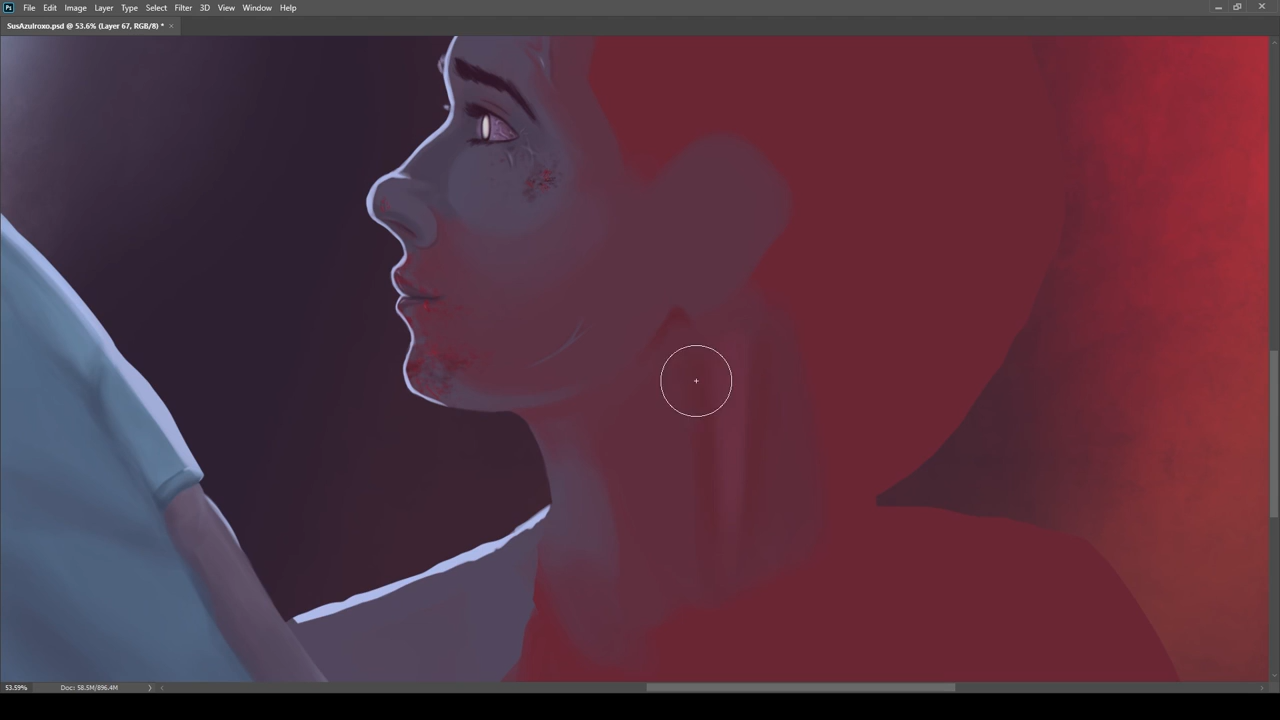 Ps File Edit Image Layer Type Select Filter 3D View Window Help
SusAzulroxo.psd @ 53.6% (Layer 67, RGB/8) * ×
53.59% Doc: 58.5M/896.4M